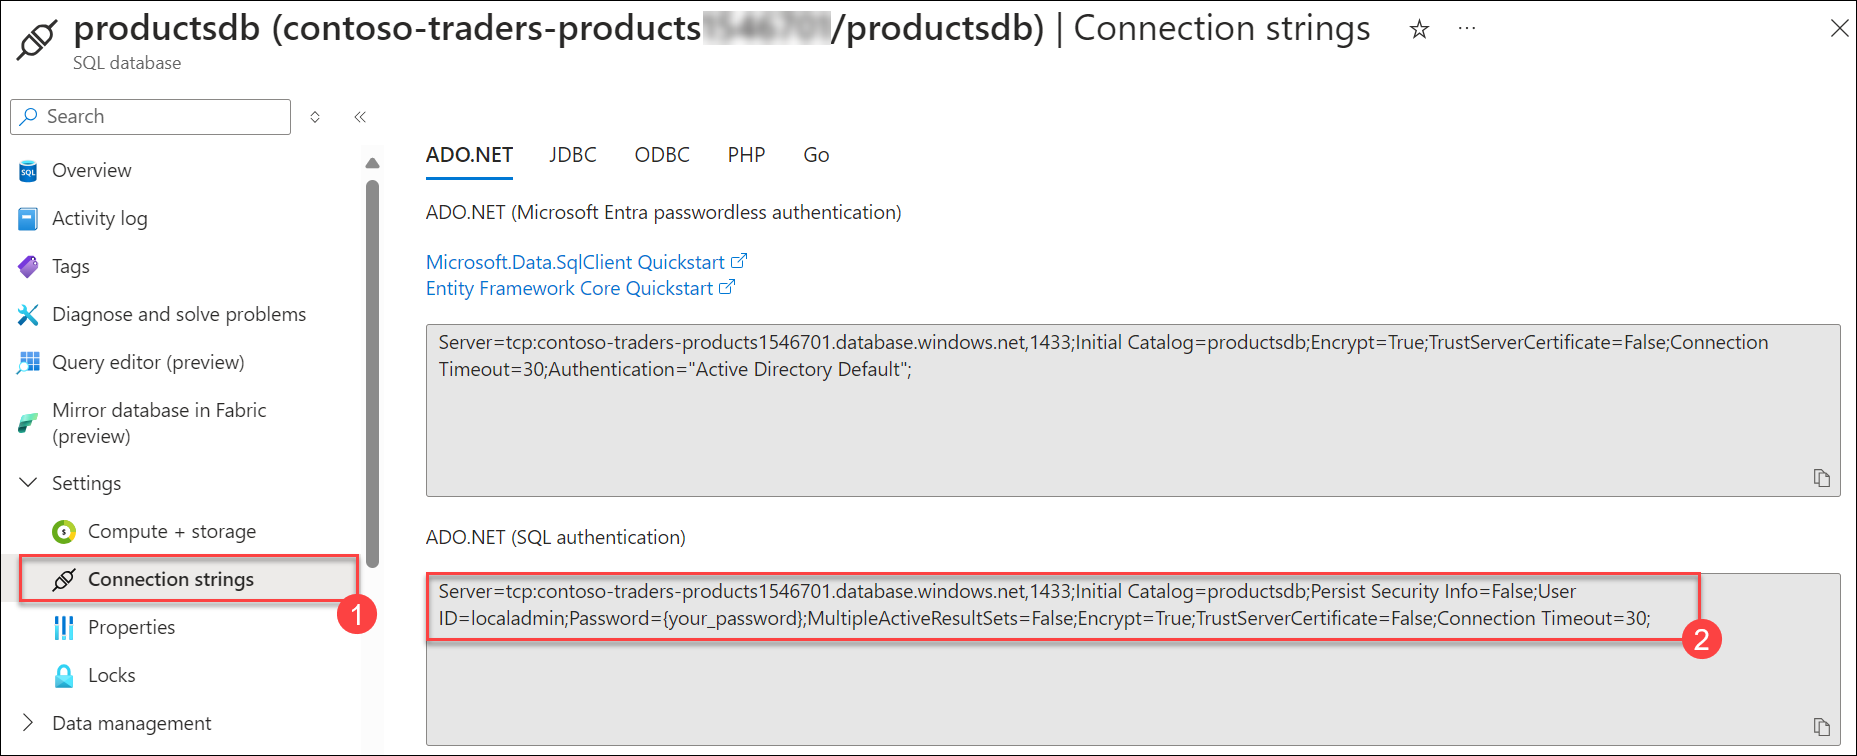 productsdb (contoso-traders-products/productsdb) | Connection strings
SQL database
Search
Overview
Activity log
Tags
Diagnose and solve problems
Query editor (preview)
Mirror database in Fabric
(preview)
Settings
Compute + storage
Connection strings
1
Properties
Locks
Data management
ADO.NET JDBC ODBC PHP Go
ADO.NET (Microsoft Entra passwordless authentication)
Microsoft.Data.SqlClient Quickstart
Entity Framework Core Quickstart
Server=tcp:contoso-traders-products1546701.database.windows.net,1433;Initial Catalog=productsdb;Encrypt=True;TrustServerCertificate=False;Connection
Timeout=30;Authentication="Active Directory Default";
ADO.NET (SQL authentication)
Server=tcp:contoso-traders-products1546701.database.windows.net,1433;Initial Catalog=productsdb;Persist Security Info=False;User
ID=localadmin;Password={your_password};MultipleActiveResultSets=False;Encrypt=True;TrustServerCertificate=False;Connection Timeout=30;
2